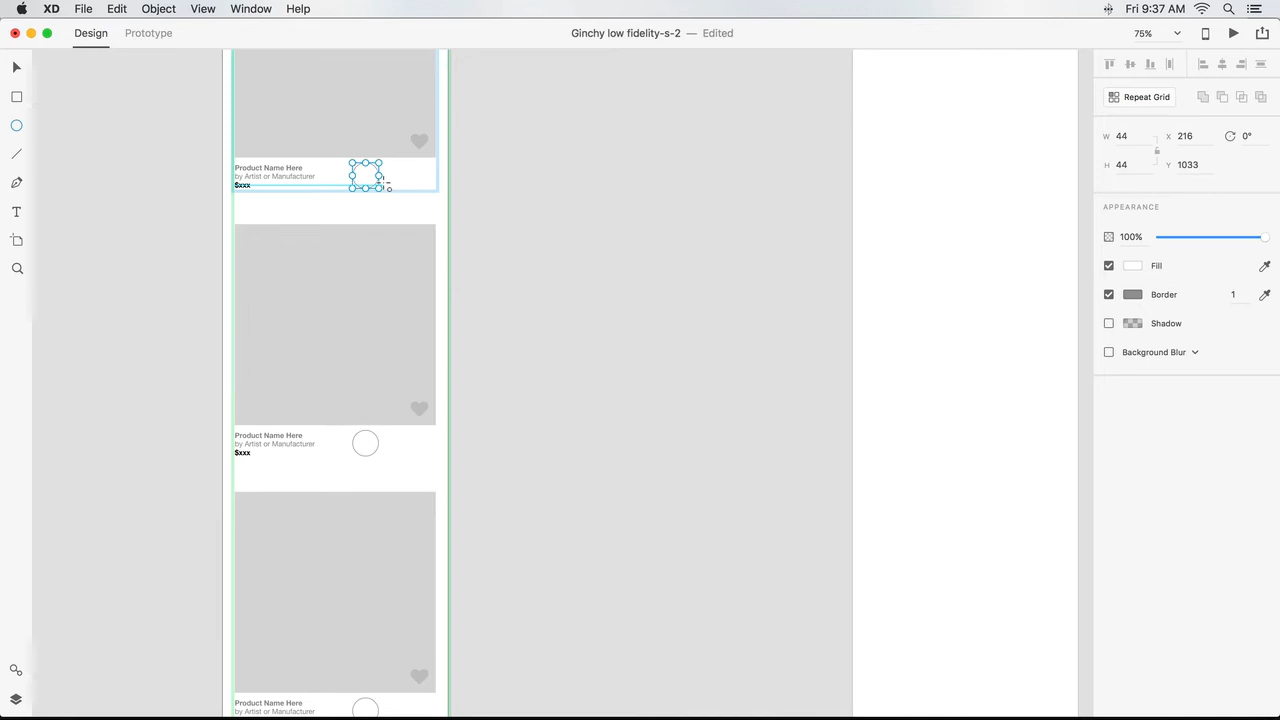 XD File Edit Object View Window Help Fri 9:37 AM
Design Prototype Ginchy low fidelity-s-2 — Edited 75%
Repeat Grid
W 44 X 216 0°
H 44 Y 1033
APPEARANCE
100%
Fill
Border 1
Shadow
Background Blur
Product Name Here
by Artist or Manufacturer
$xxx
Product Name Here
by Artist or Manufacturer
$xxx
Product Name Here
by Artist or Manufacturer